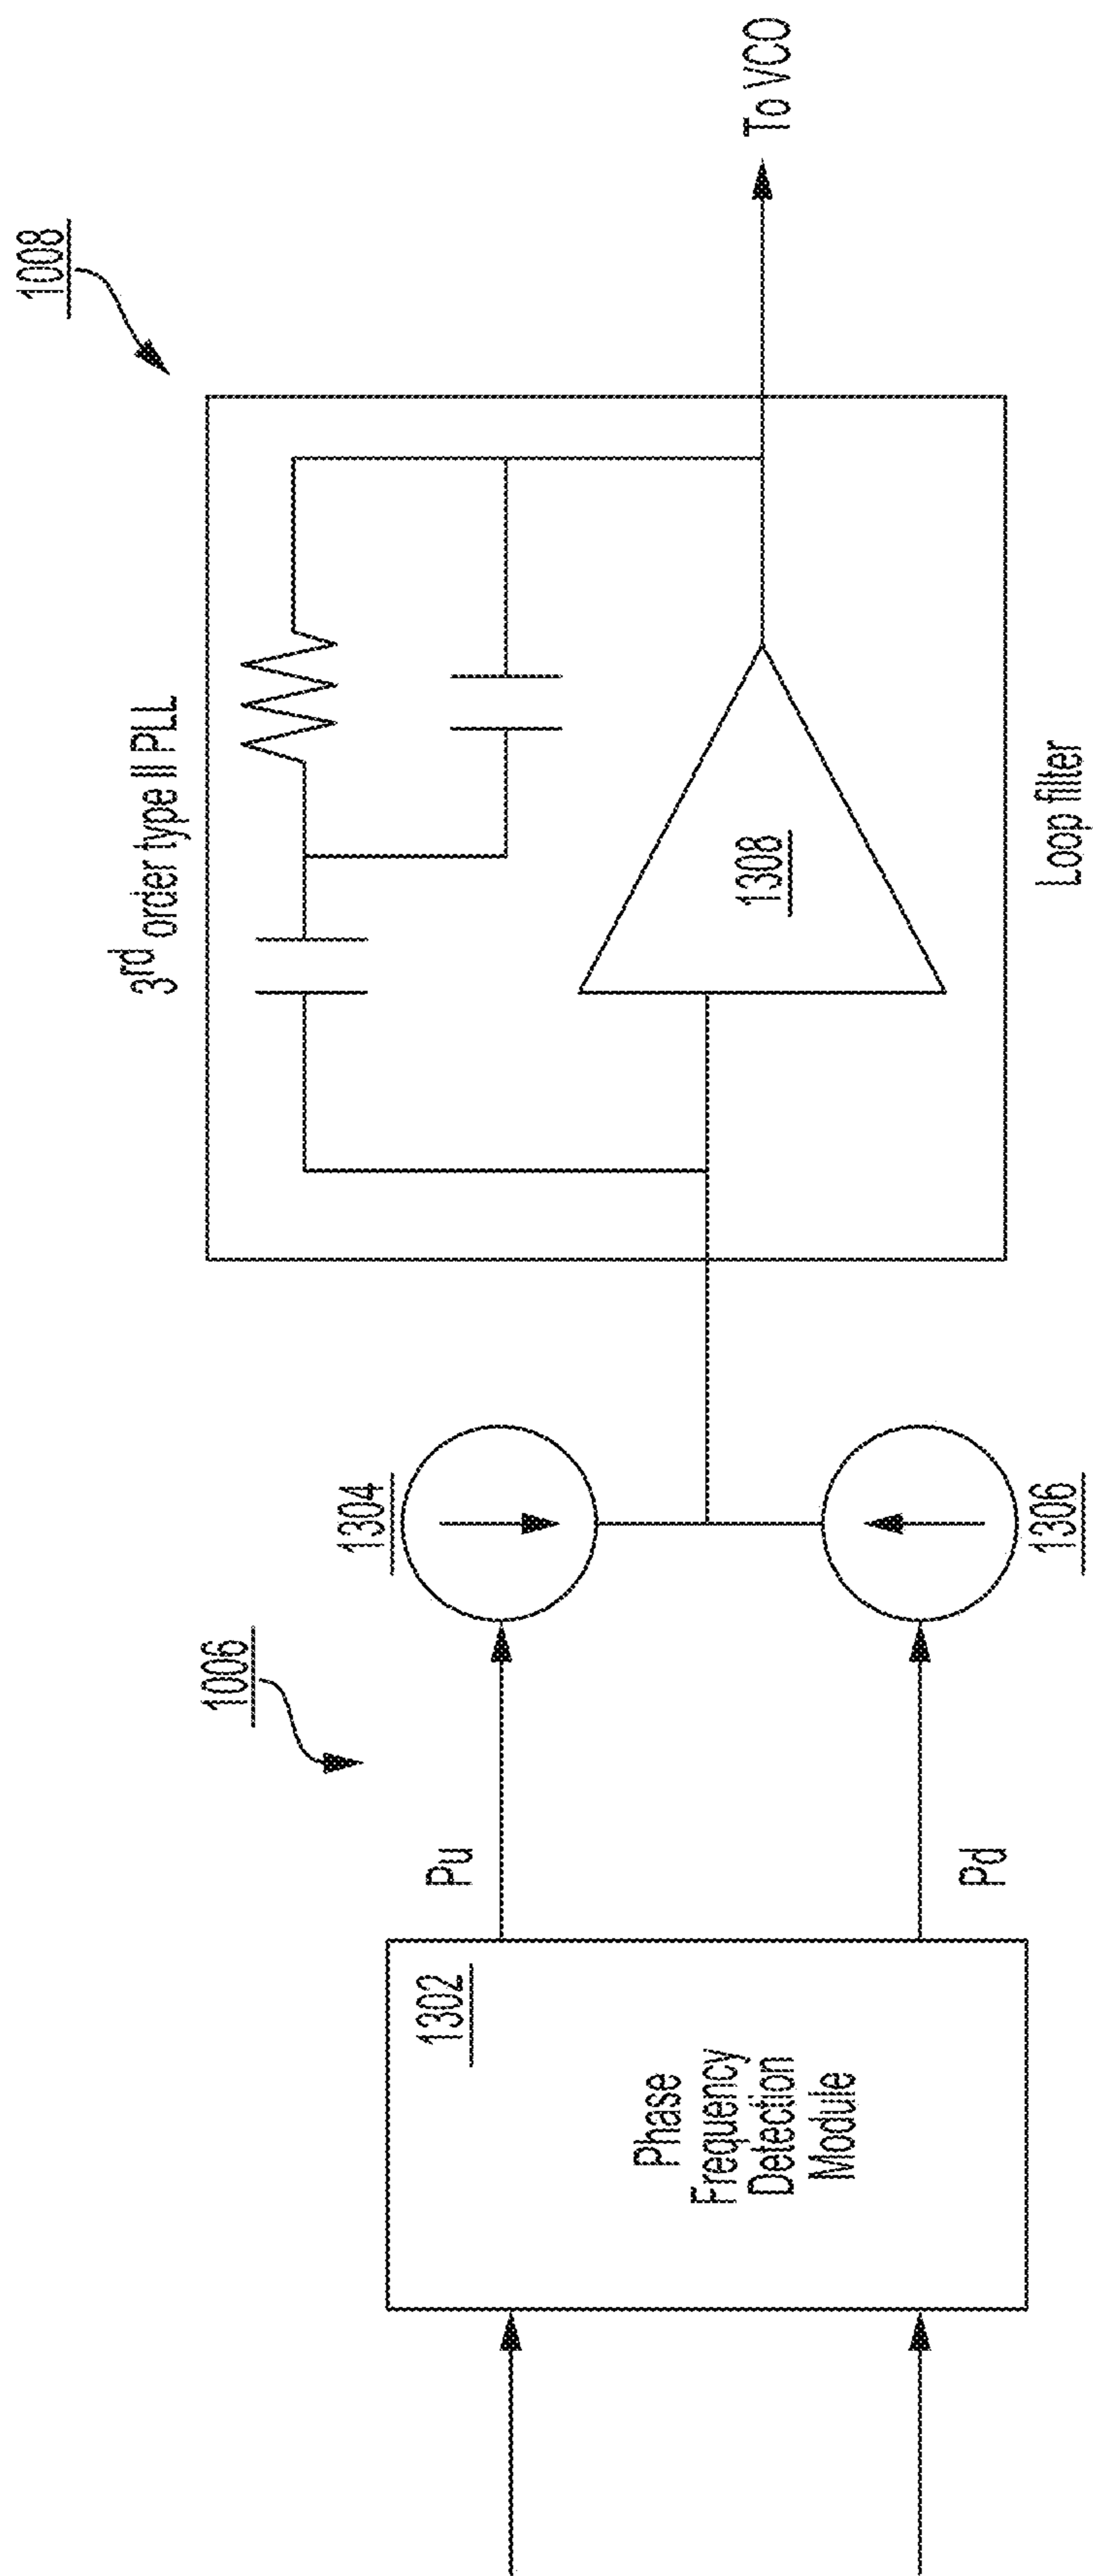 1008
3rd order type II PLL
1308
To VCO
Loop filter
1006
1304
1306
Pu
Pd
1302
Phase
Frequency
Detection
Module